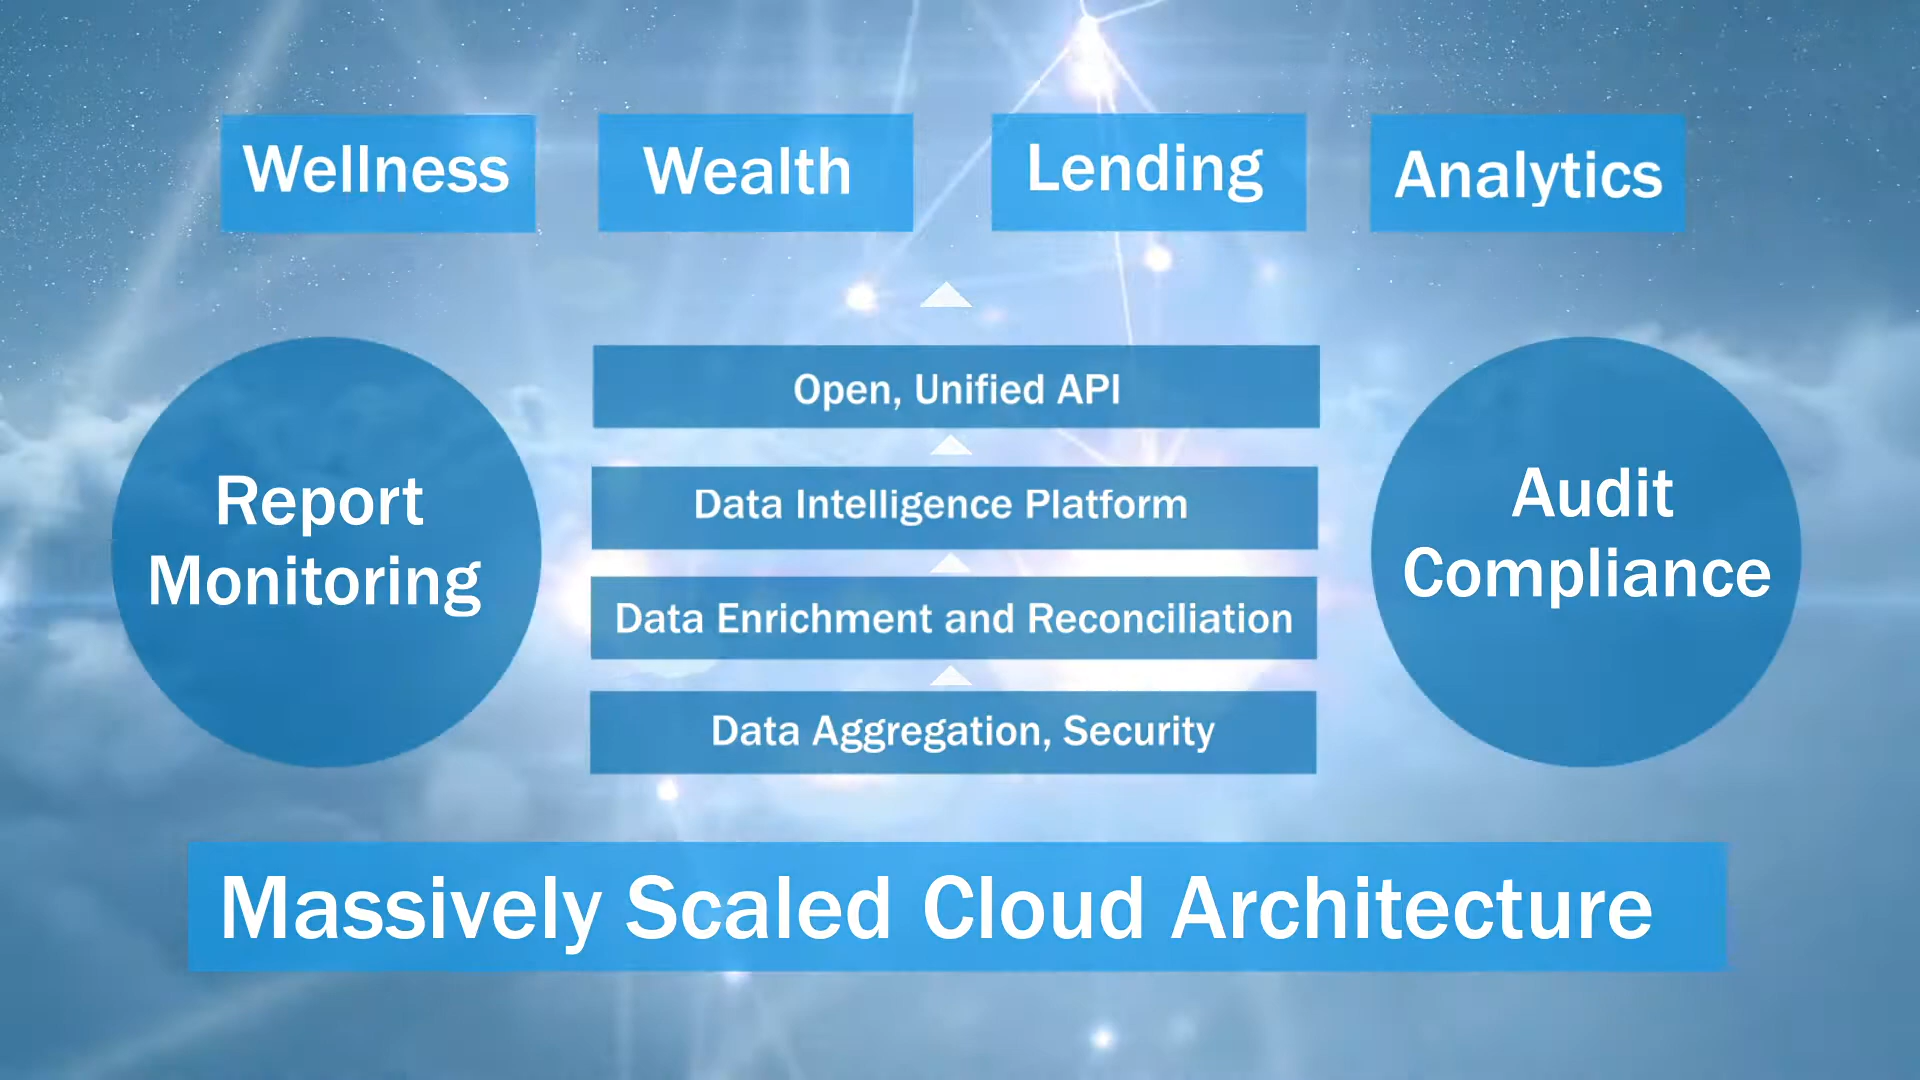 Wellness
Wealth
Lending
Analytics
Report
Monitoring
Open, Unified API
Data Intelligence Platform
Data Enrichment and Reconciliation
Data Aggregation, Security
Audit
Compliance
Massively Scaled Cloud Architecture